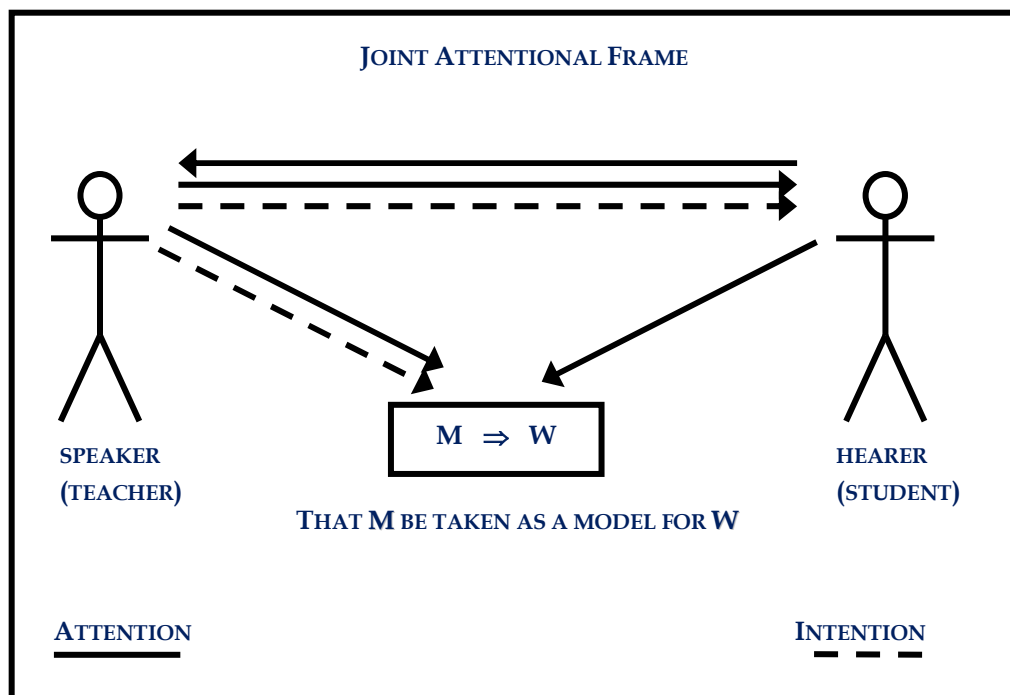 JOINT ATTENTIONAL FRAME
M ⇒ W
SPEAKER
(TEACHER)
HEARER
(STUDENT)
THAT M BE TAKEN AS A MODEL FOR W
ATTENTION
INTENTION